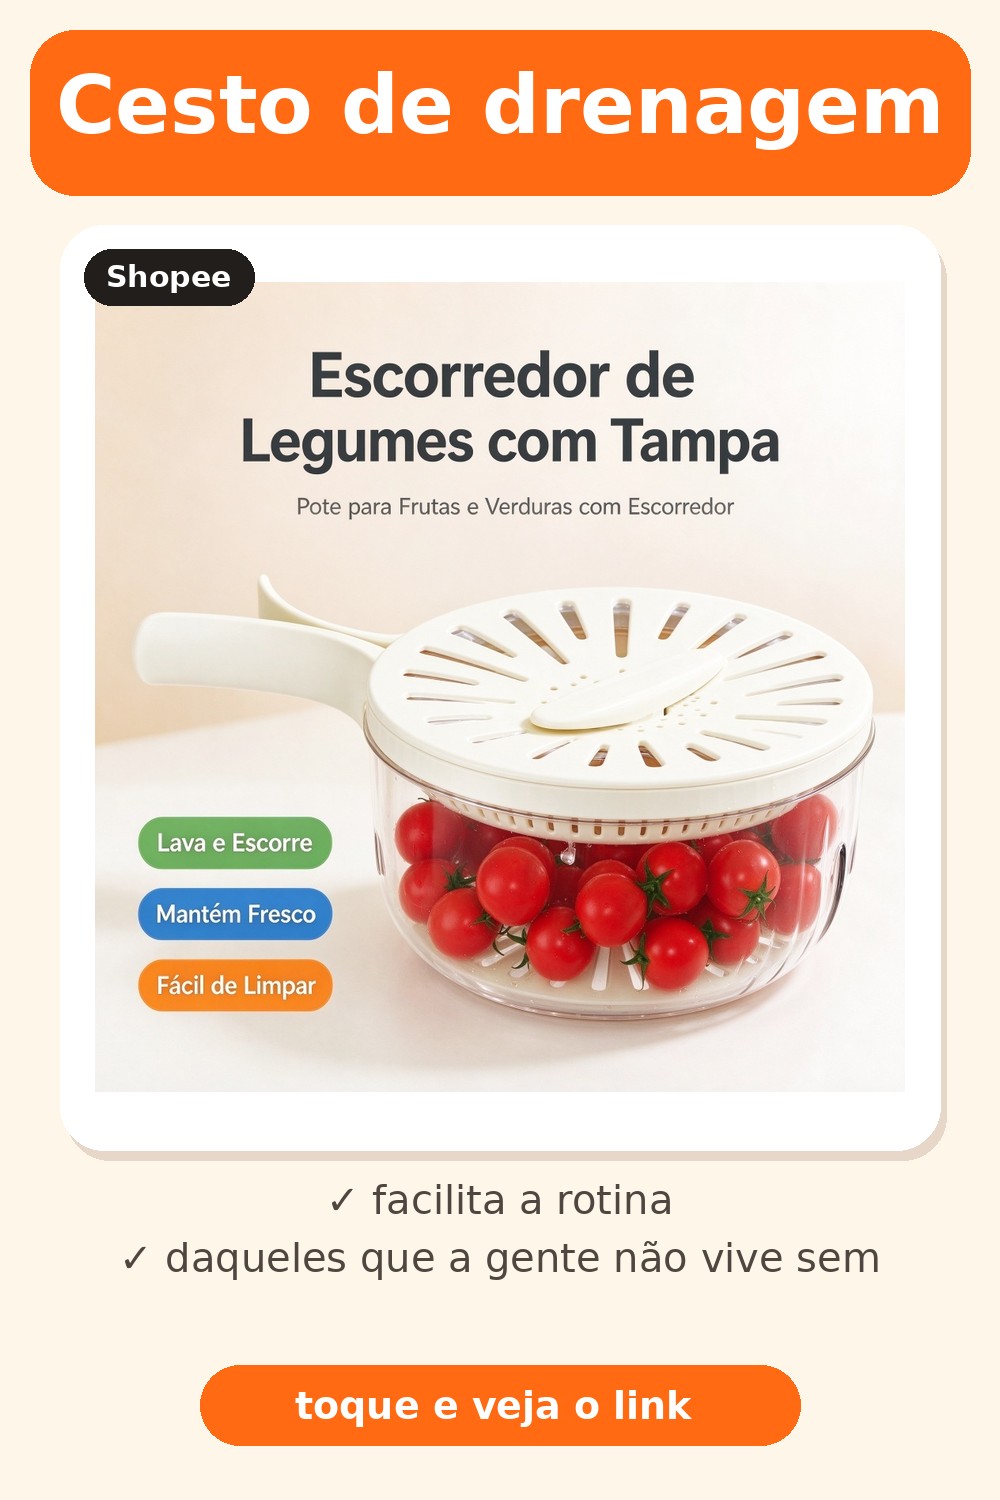 Cesto de drenagem
Shopee
Escorredor de
Legumes com Tampa
Pote para Frutas e Verduras com Escorredor
Lava e Escorre
Mantém Fresco
Fácil de Limpar
✓ facilita a rotina
✓ daqueles que a gente não vive sem
toque e veja o link